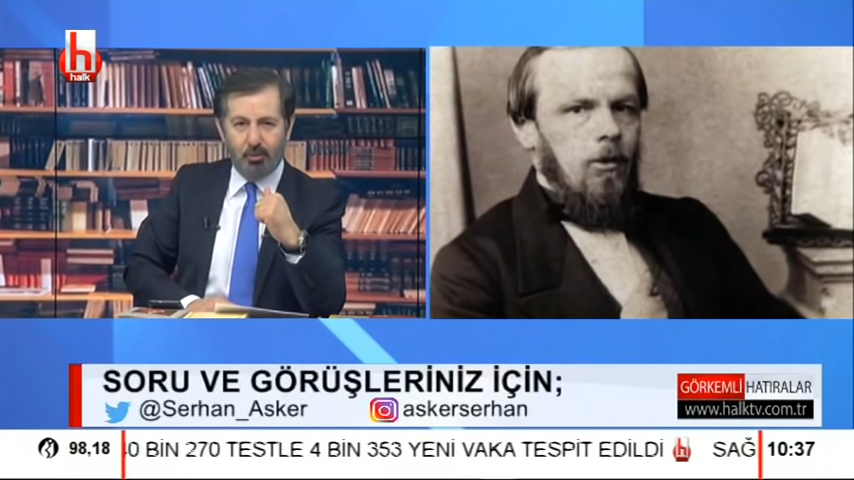 halk
SORU VE GÖRÜŞLERİNİZ İÇİN;
@Serhan_Asker
askerserhan
GÖRKEMLİ HATIRALAR
www.halktv.com.tr
98,18
40 BİN 270 TESTLE 4 BİN 353 YENİ VAKA TESPİT EDİLDİ
SAĞ
10:37